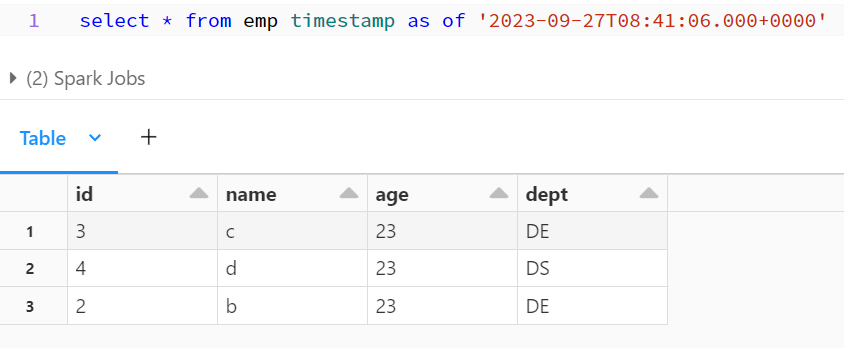 1 select * from emp timestamp as of '2023-09-27T08:41:06.000+0000'
(2) Spark Jobs
Table +
id name age dept
1 3 c 23 DE
2 4 d 23 DS
3 2 b 23 DE